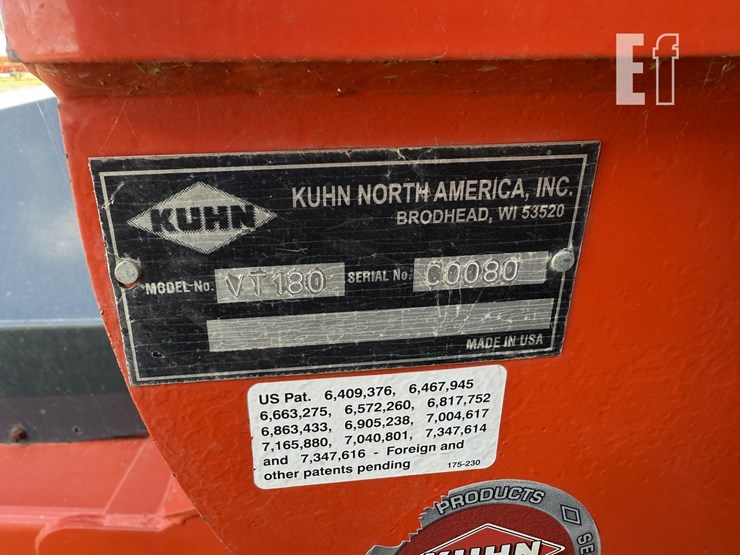 Ef
KUHN
KUHN NORTH AMERICA, INC.
BRODHEAD, WI 53520
MODEL No. VT180 SERIAL No. C0080
MADE IN USA
US Pat. 6,409,376, 6,467,945
6,663,275, 6,572,260, 6,817,752
6,863,433, 6,905,238, 7,004,617
7,165,880, 7,040,801, 7,347,614
and 7,347,616 - Foreign and
other patents pending 175-230
PRODUCTS
KUHN